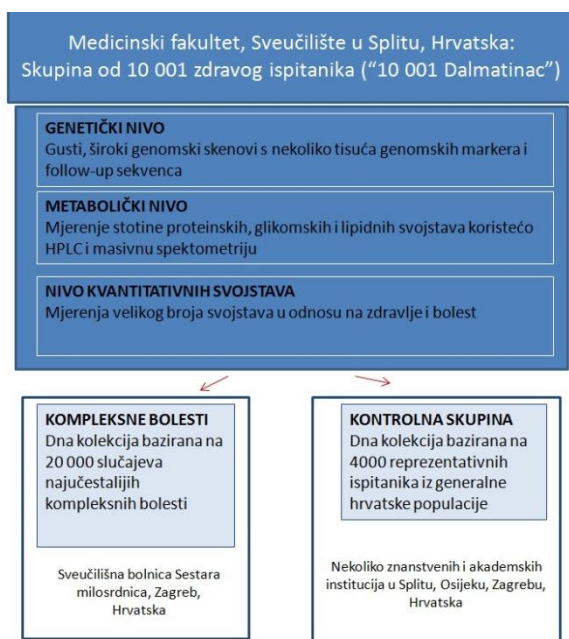 Medicinski fakultet, Sveučilište u Splitu, Hrvatska:
Skupina od 10 001 zdravog ispitanika (“10 001 Dalmatinac”)
GENETIČKI NIVO
Gusti, široki genomski skenovi s nekoliko tisuća genomskih markera i
follow-up sekvenca
METABOLIČKI NIVO
Mjerenje stotine proteinskih, glikomskih i lipidnih svojstava koristećo
HPLC i masivnu spektometriju
NIVO KVANTITATIVNIH SVOJSTAVA
Mjerenja velikog broja svojstava u odnosu na zdravlje i bolest
KOMPLEKSNE BOLESTI
Dna kolekcija bazirana na
20 000 slučajeva
najučestalijih
kompleksnih bolesti
Sveučilišna bolnica Sestara
milosrdnica, Zagreb,
Hrvatska
KONTROLNA SKUPINA
Dna kolekcija bazirana na
4000 reprezentativnih
ispitanika iz generalne
hrvatske populacije
Nekoliko znanstvenih i akademskih
institucija u Splitu, Osijeku, Zagrebu,
Hrvatska